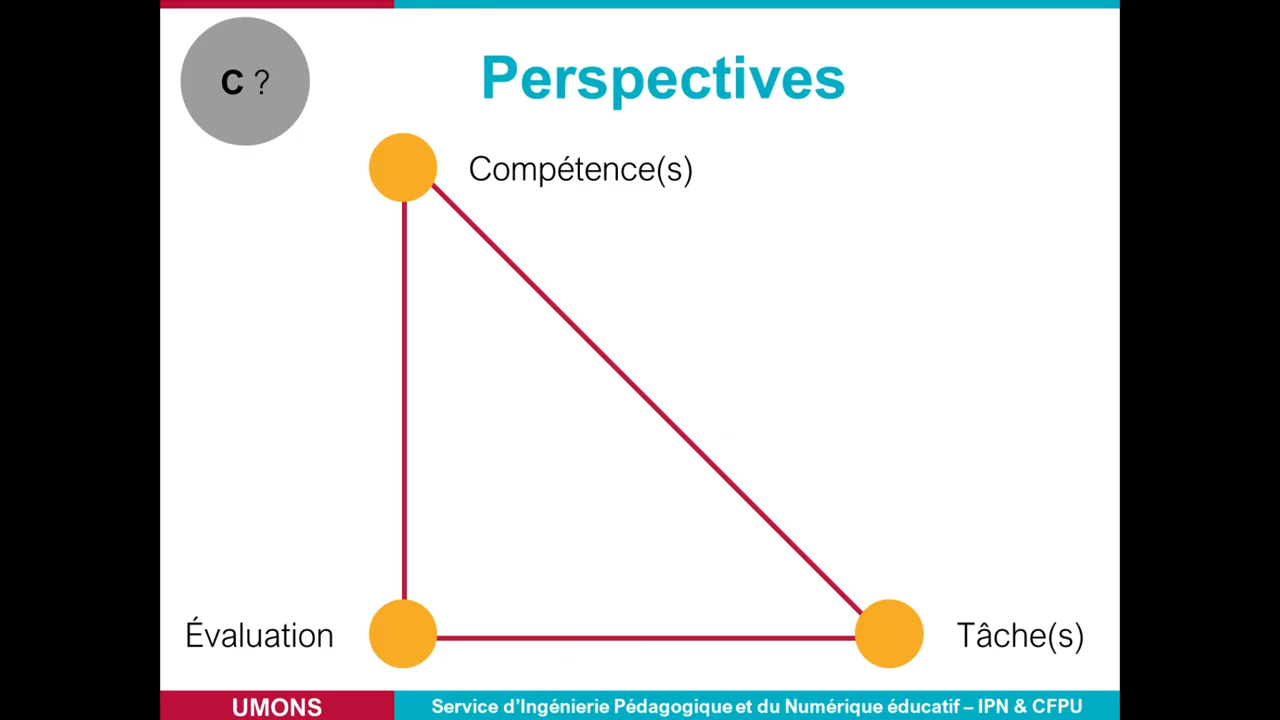 C ?
Perspectives
Compétence(s)
Évaluation
Tâche(s)
UMONS
Service d'Ingénierie Pédagogique et du Numérique éducatif – IPN & CFPU